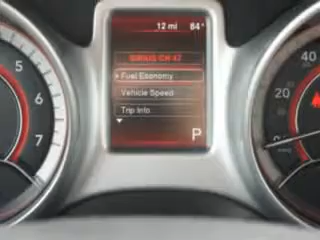 12 mi 84°
SIRIUS CH 47
Fuel Economy
Vehicle Speed
Trip Info
P
5
6
7
40
20